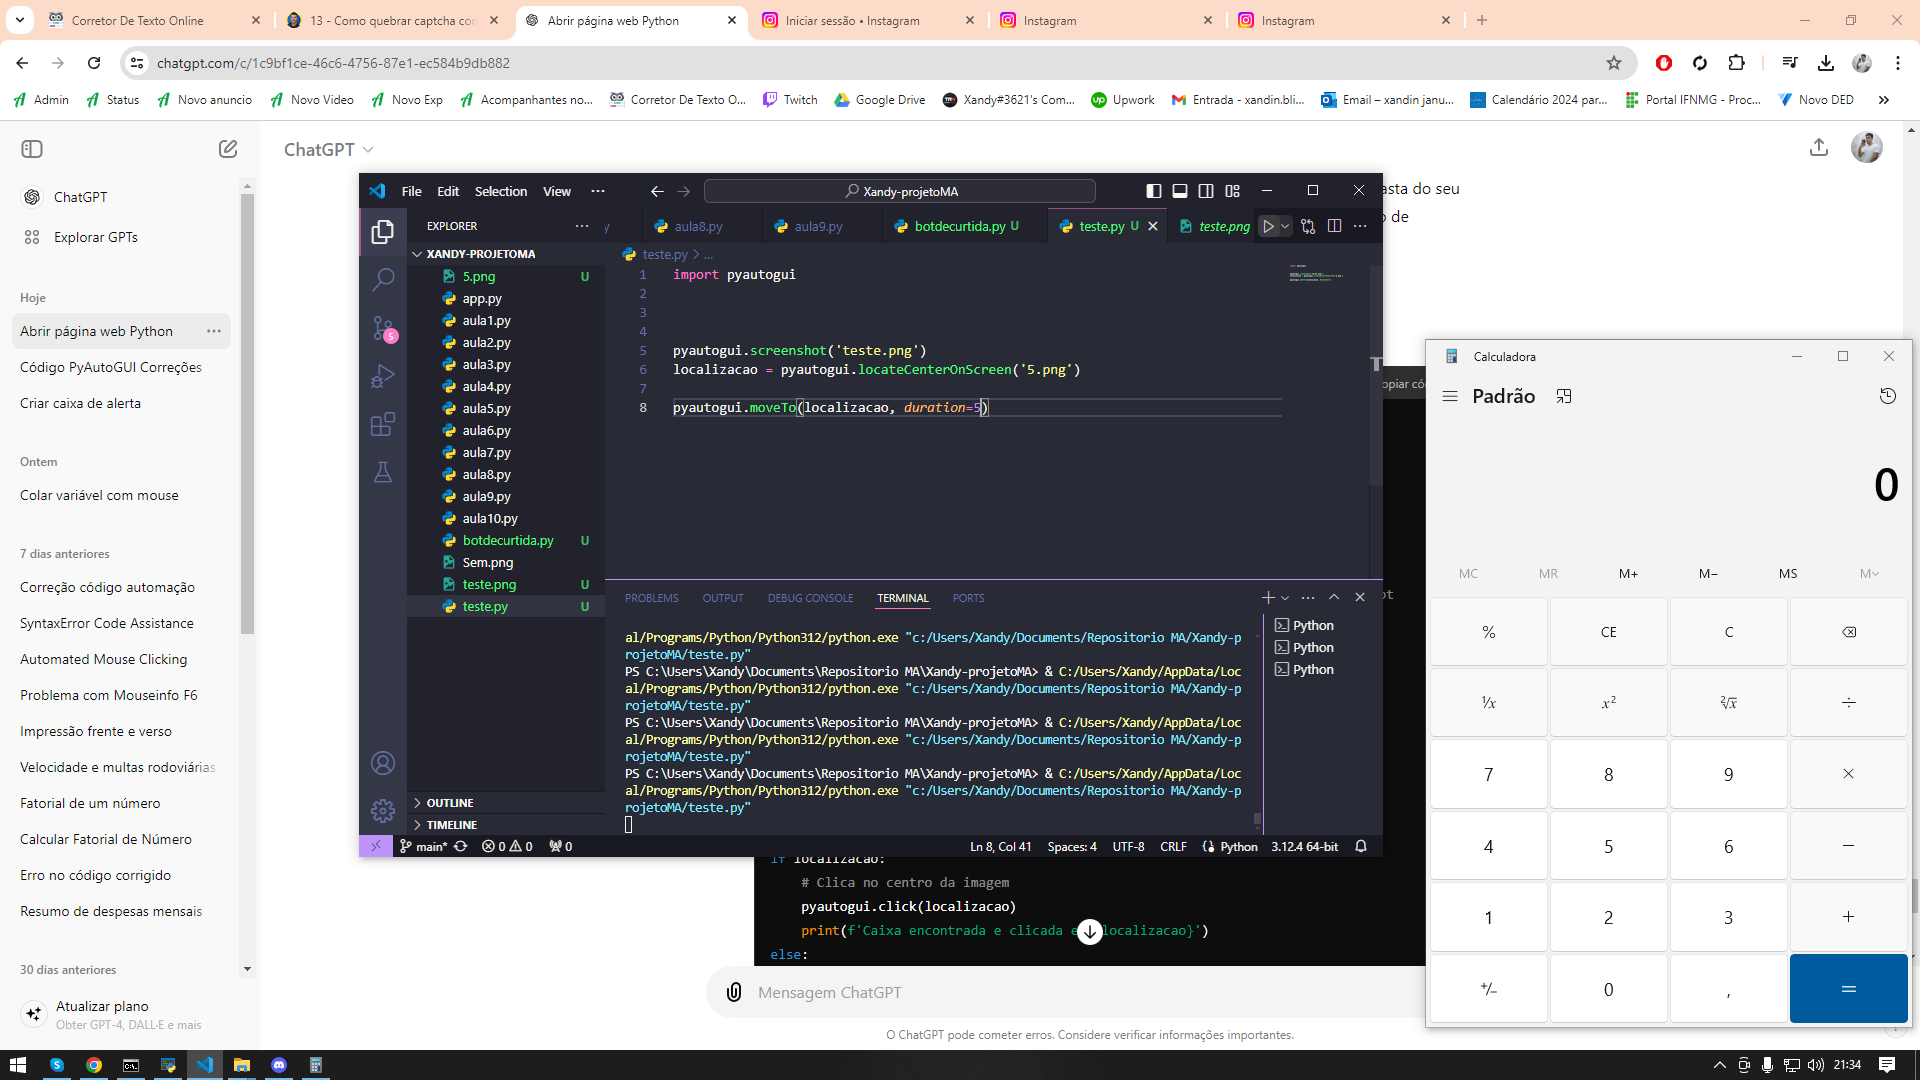 Corretor De Texto Online
13 - Como quebrar captcha con
Abrir página web Python
Iniciar sessão • Instagram
Instagram
Instagram
chatgpt.com/c/1c9bf1ce-46c6-4756-87e1-ec584b9db882
Admin
Status
Novo anuncio
Novo Video
Novo Exp
Acompanhantes no...
Corretor De Texto O...
Twitch
Google Drive
Xandy#3621's Com...
Upwork
Entrada - xandin.bli...
Email – xandin janu...
Calendário 2024 par...
Portal IFNMG - Proc...
Novo DED
ChatGPT
Explorar GPTs
Hoje
Abrir página web Python
Código PyAutoGUI Correções
Criar caixa de alerta
Ontem
Colar variável com mouse
7 dias anteriores
Correção código automação
SyntaxError Code Assistance
Automated Mouse Clicking
Problema com Mouseinfo F6
Impressão frente e verso
Velocidade e multas rodoviárias
Fatorial de um número
Calcular Fatorial de Número
Erro no código corrigido
Resumo de despesas mensais
30 dias anteriores
Atualizar plano
Obter GPT-4, DALL·E e mais
ChatGPT
asta do seu
o de
opiar có
ot
File
Edit
Selection
View
Xandy-projetoMA
EXPLORER
XANDY-PROJETOMA
5.png U
app.py
aula1.py
aula2.py
aula3.py
aula4.py
aula5.py
aula6.py
aula7.py
aula8.py
aula9.py
aula10.py
botdecurtida.py U
Sem.png
teste.png U
teste.py U
OUTLINE
TIMELINE
y
aula8.py
aula9.py
botdecurtida.py U
teste.py U
teste.png
teste.py > ...
1 import pyautogui
2
3
4
5 pyautogui.screenshot('teste.png')
6 localizacao = pyautogui.locateCenterOnScreen('5.png')
7
8 pyautogui.moveTo(localizacao, duration=5)
PROBLEMS
OUTPUT
DEBUG CONSOLE
TERMINAL
PORTS
al/Programs/Python/Python312/python.exe "c:/Users/Xandy/Documents/Repositorio MA/Xandy-p
rojetoMA/teste.py"
PS C:\Users\Xandy\Documents\Repositorio MA\Xandy-projetoMA> & C:/Users/Xandy/AppData/Loc
al/Programs/Python/Python312/python.exe "c:/Users/Xandy/Documents/Repositorio MA/Xandy-p
rojetoMA/teste.py"
PS C:\Users\Xandy\Documents\Repositorio MA\Xandy-projetoMA> & C:/Users/Xandy/AppData/Loc
al/Programs/Python/Python312/python.exe "c:/Users/Xandy/Documents/Repositorio MA/Xandy-p
rojetoMA/teste.py"
PS C:\Users\Xandy\Documents\Repositorio MA\Xandy-projetoMA> & C:/Users/Xandy/AppData/Loc
al/Programs/Python/Python312/python.exe "c:/Users/Xandy/Documents/Repositorio MA/Xandy-p
rojetoMA/teste.py"
Python
Python
Python
5
main*
0
0
0
Ln 8, Col 41
Spaces: 4
UTF-8
CRLF
Python
3.12.4 64-bit
if localizacao:
# Clica no centro da imagem
pyautogui.click(localizacao)
print(f'Caixa encontrada e clicada e localizacao}')
else:
Mensagem ChatGPT
O ChatGPT pode cometer erros. Considere verificar informações importantes.
Calculadora
Padrão
0
MC MR M+ M− MS M
% CE C
1/x x² ²√x ÷
7 8 9 ×
4 5 6 −
1 2 3 +
+/− 0 , =
21:34